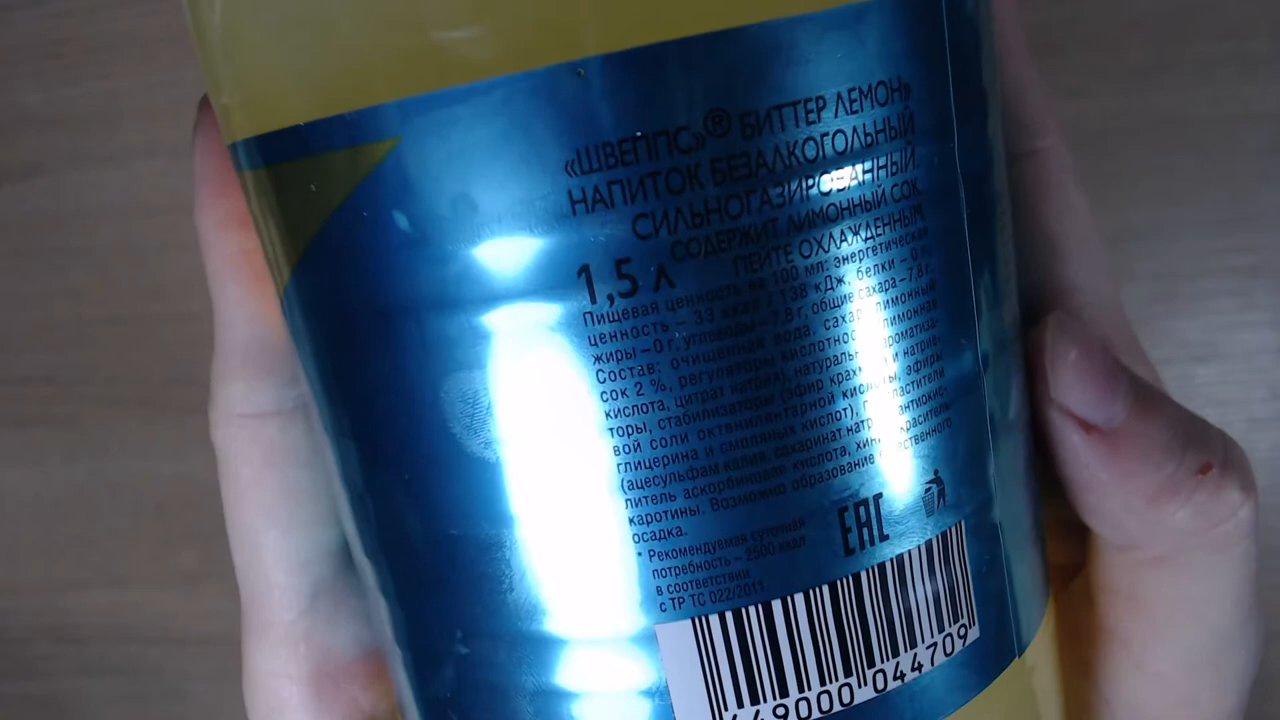 «ШВЕППС»® БИТТЕР ЛЕМОН»
НАПИТОК БЕЗАЛКОГОЛЬНЫЙ
СИЛЬНОГАЗИРОВАННЫЙ.
СОДЕРЖИТ ЛИМОННЫЙ СОК.
ПЕЙТЕ ОХЛАЖДЕННЫМ
1,5 л
Пищевая ценность на 100 мл: энергетическая
ценность – 33 ккал / 138 кДж, белки – 0 г,
жиры – 0 г, углеводы – 7,8 г, общие сахара – 7,8 г.
Состав: очищенная вода, сахар, лимонный
сок 2 %, регуляторы кислотности лимонная
кислота, цитрат натрия), натуральные ароматиза-
торы, стабилизаторы (эфир крахмала и натрие-
вой соли октенилянтарной кислоты, эфиры
глицерина и смоляных кислот), подсластители
(ацесульфам калия, сахаринат натрия), антиокис-
литель аскорбиновая кислота, хинин, краситель
каротины. Возможно образование естественного
осадка.
* Рекомендуемая суточная
потребность – 2500 ккал
в соответствии
с ТР ТС 022/2011
EAC
449000 044709